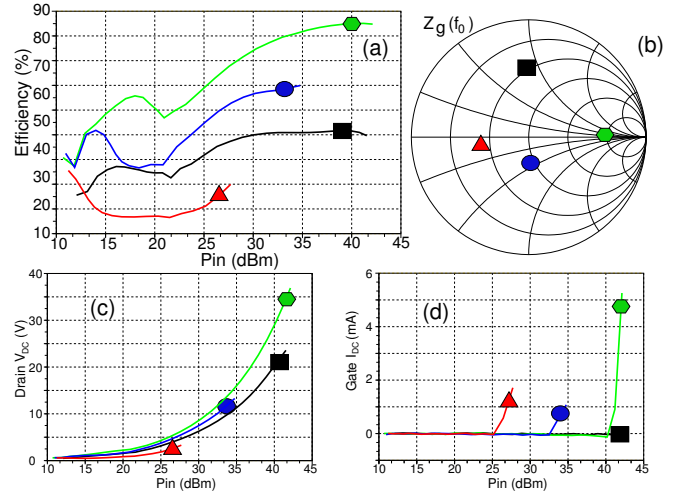 90
80
70
60
50
40
30
20
10
Efficiency (%)
(a)
10 15 20 25 30 35 40 45
Pin (dBm)
Zg(f0)
(b)
40
30
20
10
0
Drain VDC (V)
(c)
10 15 20 25 30 35 40 45
Pin (dBm)
6
4
2
0
Gate IDC (mA)
(d)
11 15 20 25 30 35 40 45
Pin (dBm)